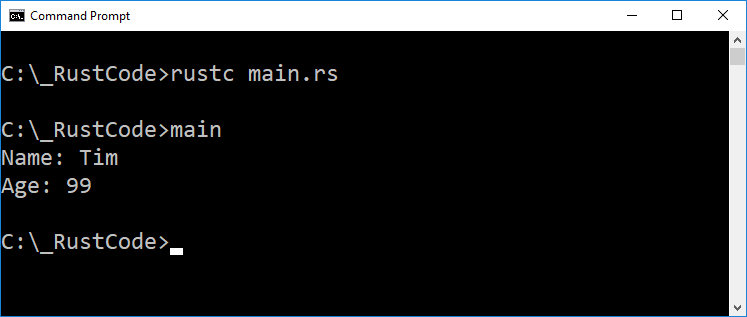 Command Prompt
C:\_RustCode>rustc main.rs
C:\_RustCode>main
Name: Tim
Age: 99
C:\_RustCode>